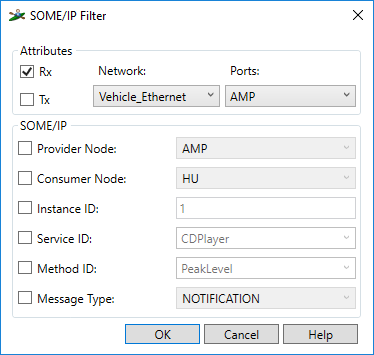 SOME/IP Filter
Attributes
Rx Network: Ports:
Tx Vehicle_Ethernet AMP
SOME/IP
Provider Node: AMP
Consumer Node: HU
Instance ID: 1
Service ID: CDPlayer
Method ID: PeakLevel
Message Type: NOTIFICATION
OK Cancel Help